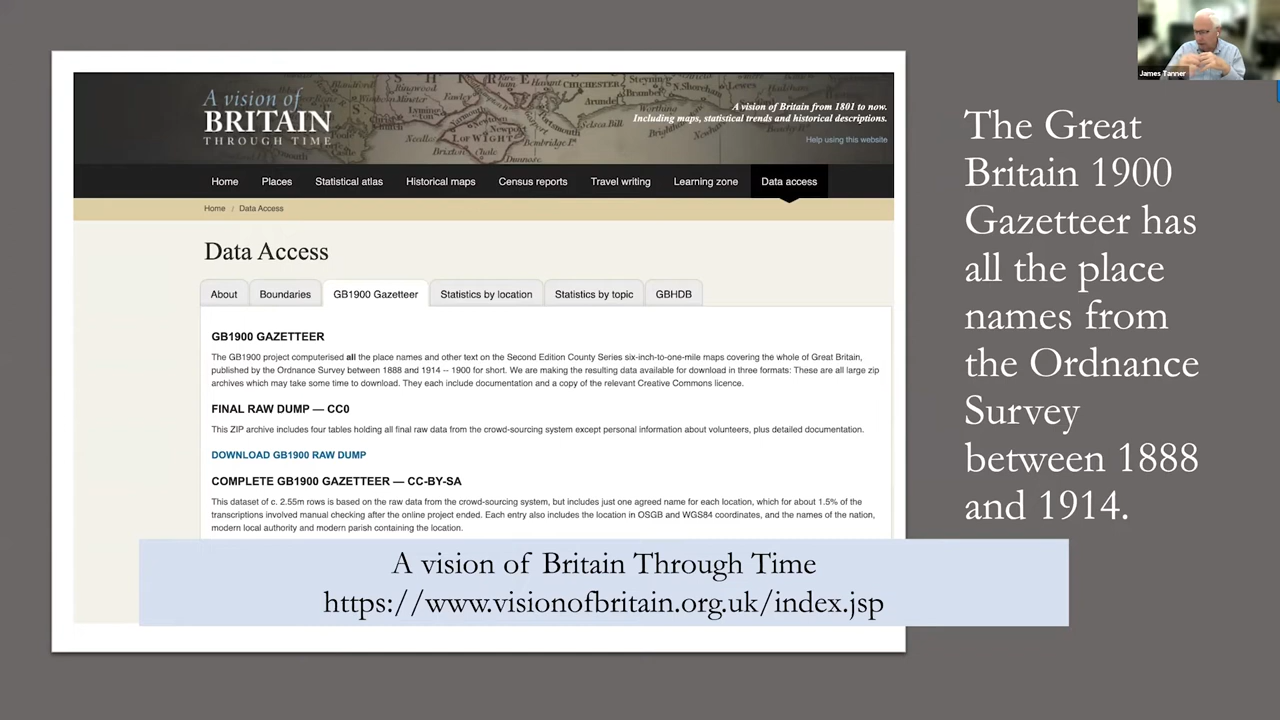 James Tanner
A vision of
BRITAIN
THROUGH TIME
A vision of Britain from 1801 to now.
Including maps, statistical trends and historical descriptions.
Help using this website
Home
Places
Statistical atlas
Historical maps
Census reports
Travel writing
Learning zone
Data access
Home / Data Access
Data Access
About
Boundaries
GB1900 Gazetteer
Statistics by location
Statistics by topic
GBHDB
GB1900 GAZETTEER
The GB1900 project computerised all the place names and other text on the Second Edition County Series six-inch-to-one-mile maps covering the whole of Great Britain,
published by the Ordnance Survey between 1888 and 1914 -- 1900 for short. We are making the resulting data available for download in three formats: These are all large zip
archives which may take some time to download. They each include documentation and a copy of the relevant Creative Commons licence.
FINAL RAW DUMP — CC0
This ZIP archive includes four tables holding all final raw data from the crowd-sourcing system except personal information about volunteers, plus detailed documentation.
DOWNLOAD GB1900 RAW DUMP
COMPLETE GB1900 GAZETTEER — CC-BY-SA
This dataset of c. 2.55m rows is based on the raw data from the crowd-sourcing system, but includes just one agreed name for each location, which for about 1.5% of the
transcriptions involved manual checking after the online project ended. Each entry also includes the location in OSGB and WGS84 coordinates, and the names of the nation,
modern local authority and modern parish containing the location.
A vision of Britain Through Time
https://www.visionofbritain.org.uk/index.jsp
The Great
Britain 1900
Gazetteer has
all the place
names from
the Ordnance
Survey
between 1888
and 1914.